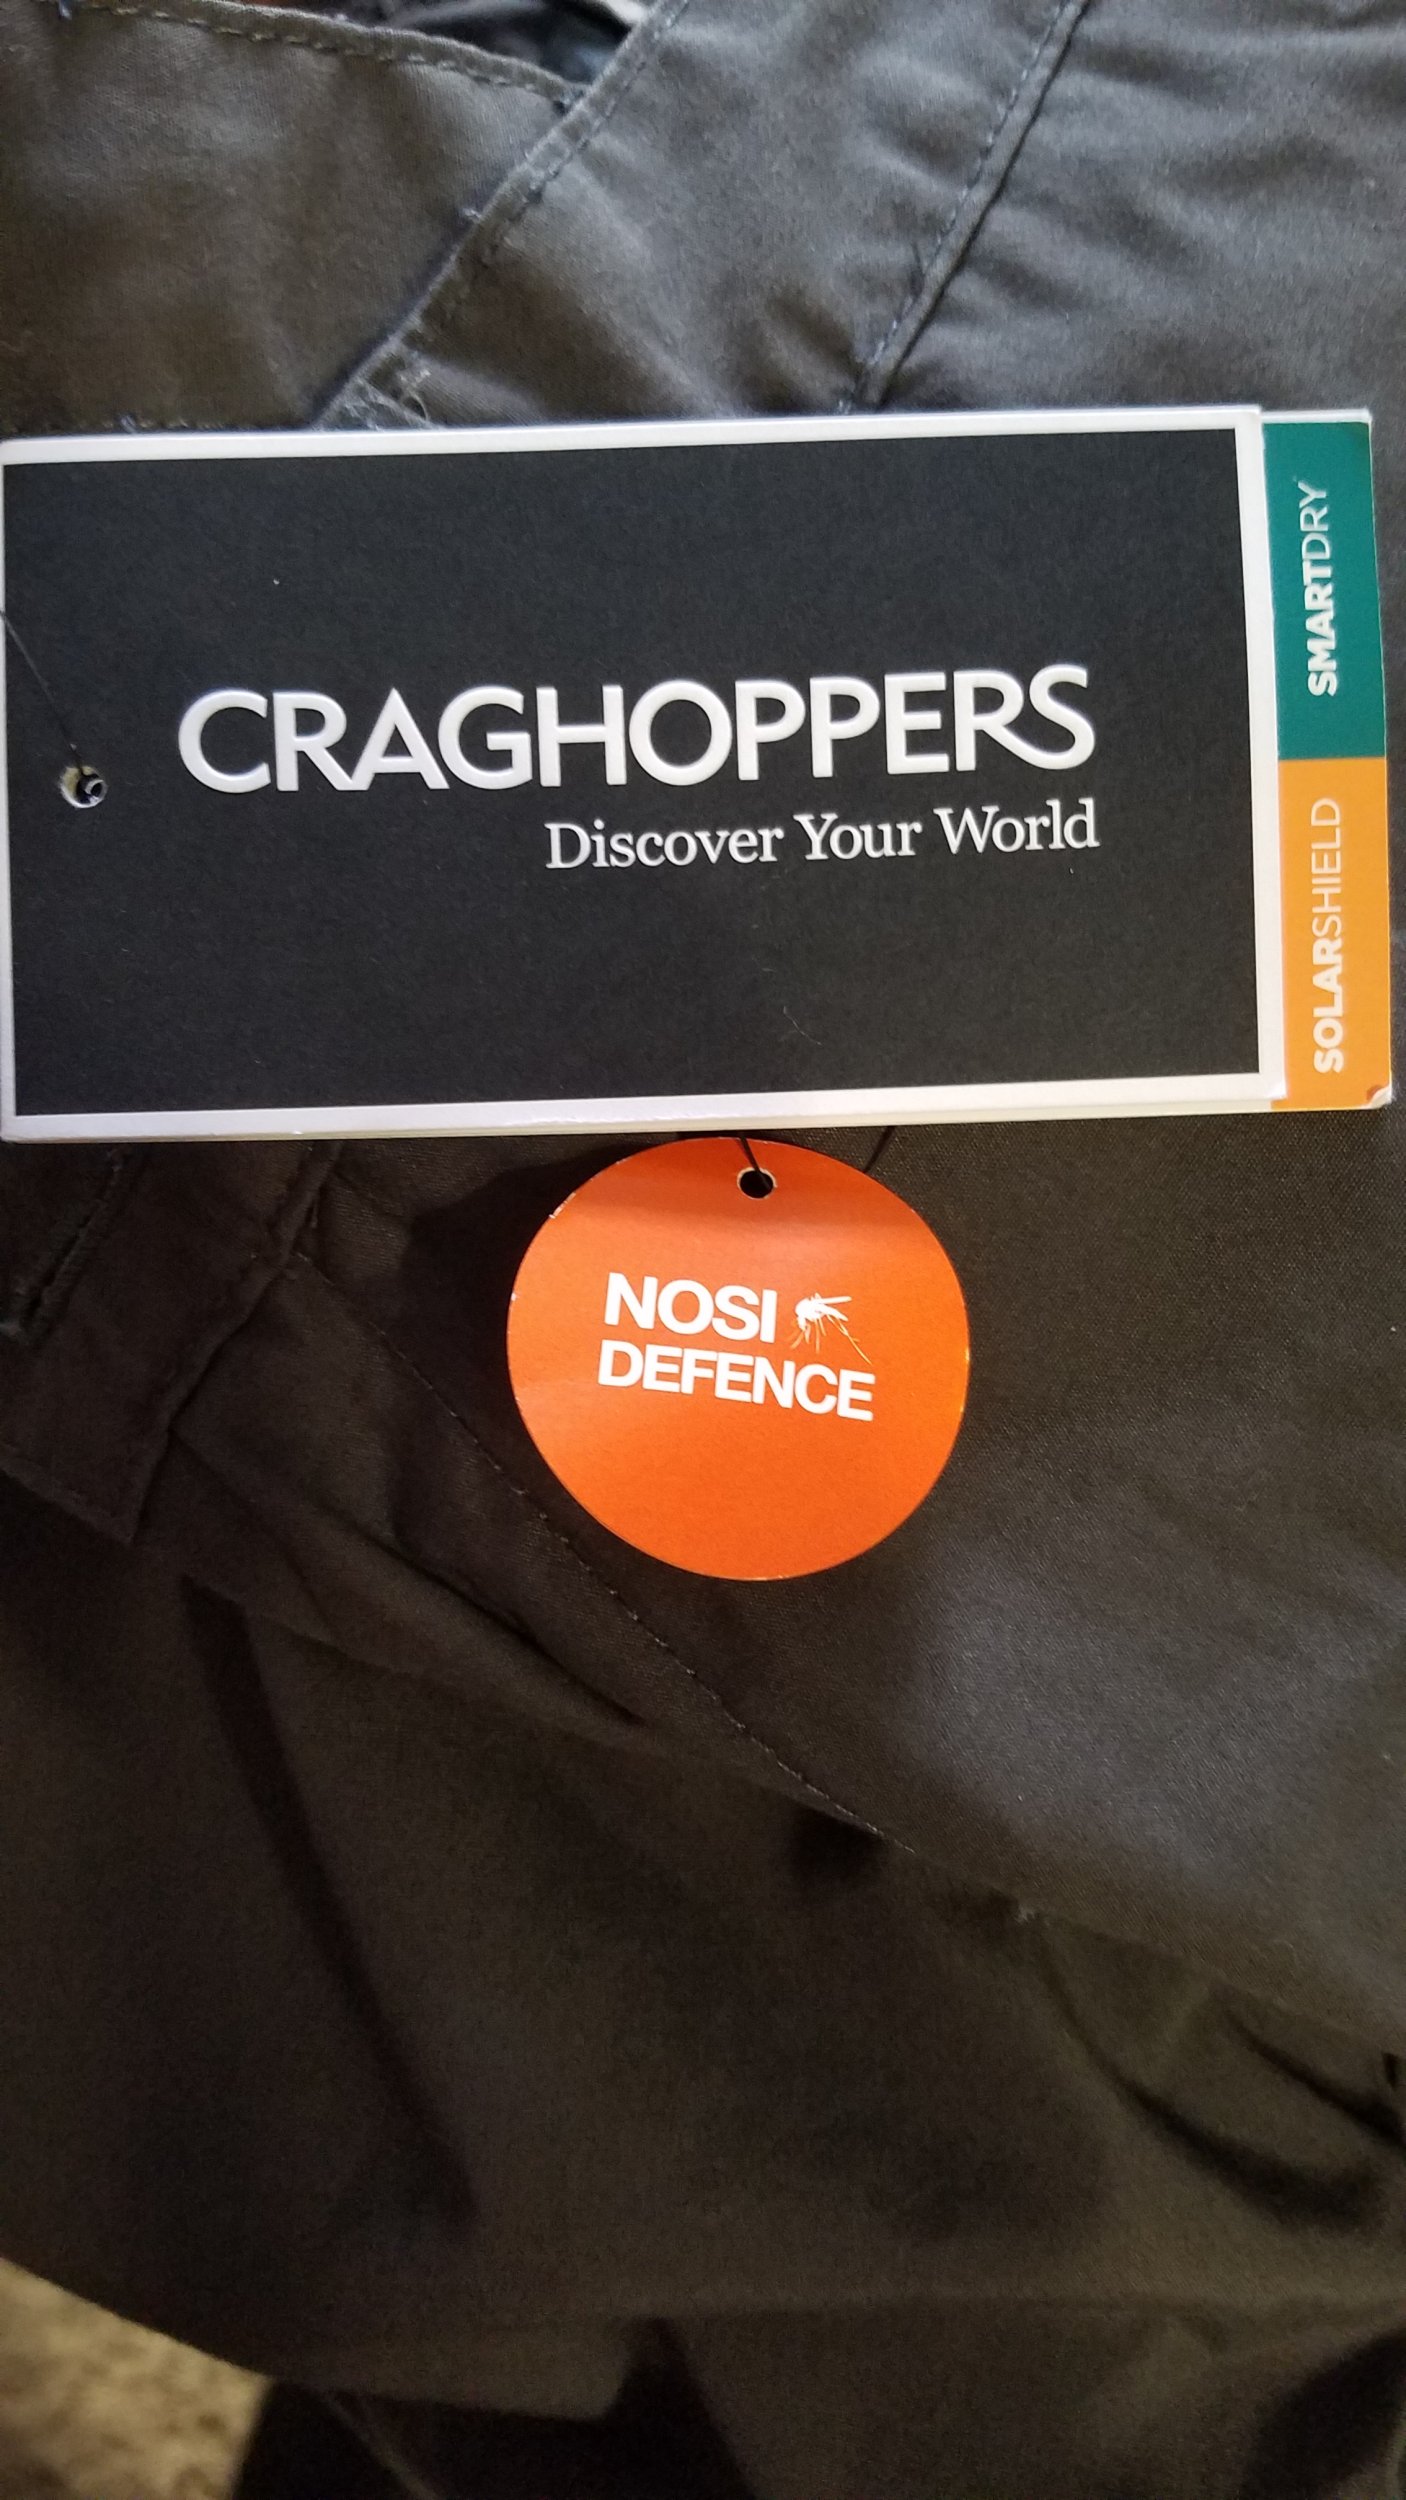 CRAGHOPPERS
Discover Your World
SMARTDRY
SOLARSHIELD
NOSI
DEFENCE